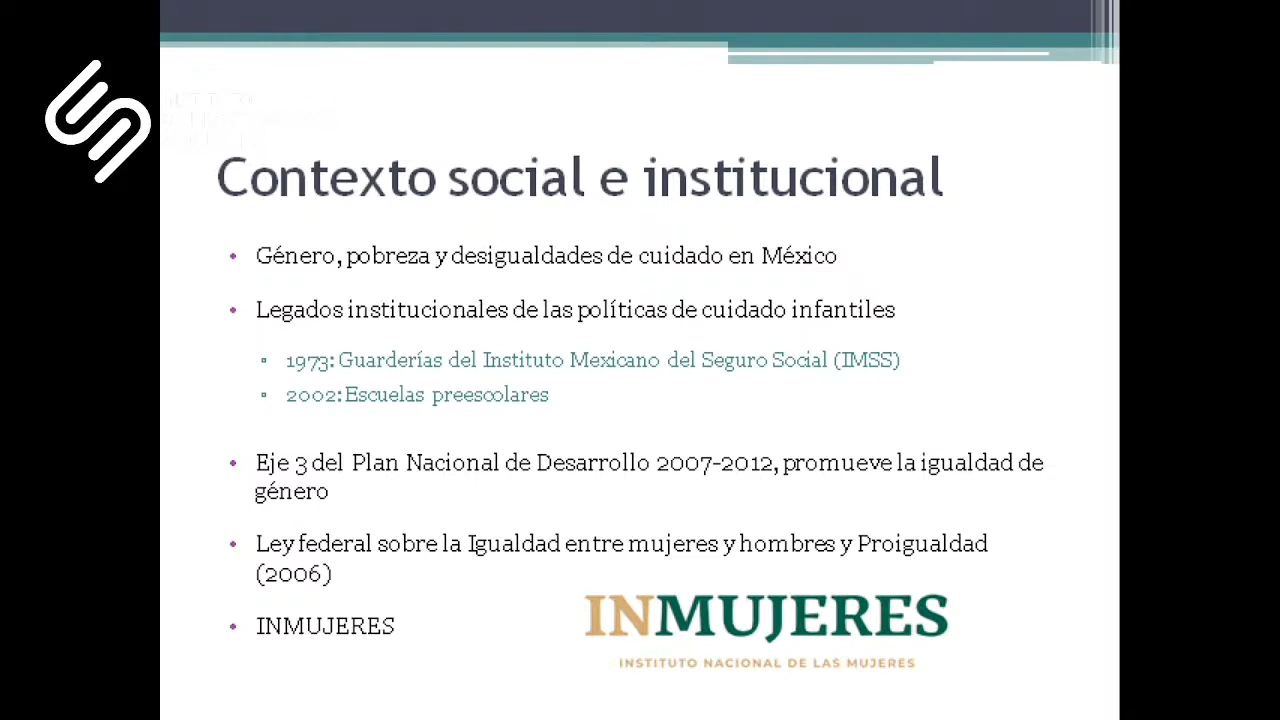 Contexto social e institucional
• Género, pobreza y desigualdades de cuidado en México
• Legados institucionales de las políticas de cuidado infantiles
▫ 1973: Guarderías del Instituto Mexicano del Seguro Social (IMSS)
▫ 2002: Escuelas preescolares
• Eje 3 del Plan Nacional de Desarrollo 2007-2012, promueve la igualdad de
género
• Ley federal sobre la Igualdad entre mujeres y hombres y Proigualdad
(2006)
• INMUJERES
INMUJERES
INSTITUTO NACIONAL DE LAS MUJERES